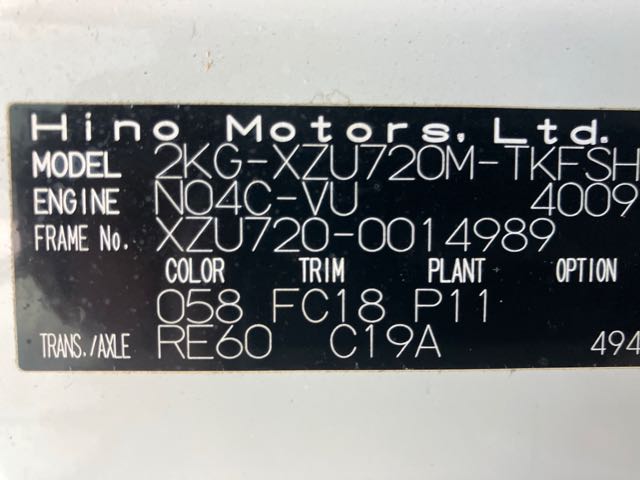 Hino Motors, Ltd.
MODEL 2KG-XZU720M-TKFSH
ENGINE N04C-VU 4009
FRAME No. XZU720-0014989
COLOR TRIM PLANT OPTION
058 FC18 P11
TRANS./AXLE RE60 C19A 494